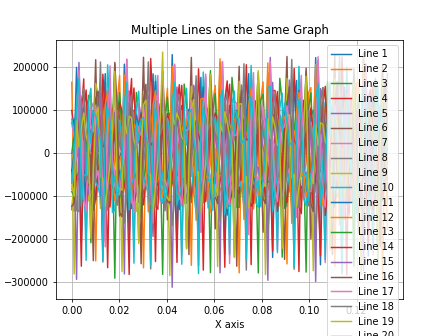 Multiple Lines on the Same Graph
200000
100000
0
−100000
−200000
−300000
0.00 0.02 0.04 0.06 0.08 0.10
X axis
Line 1
Line 2
Line 3
Line 4
Line 5
Line 6
Line 7
Line 8
Line 9
Line 10
Line 11
Line 12
Line 13
Line 15
Line 16
Line 17
Line 18
Line 19
Line 20